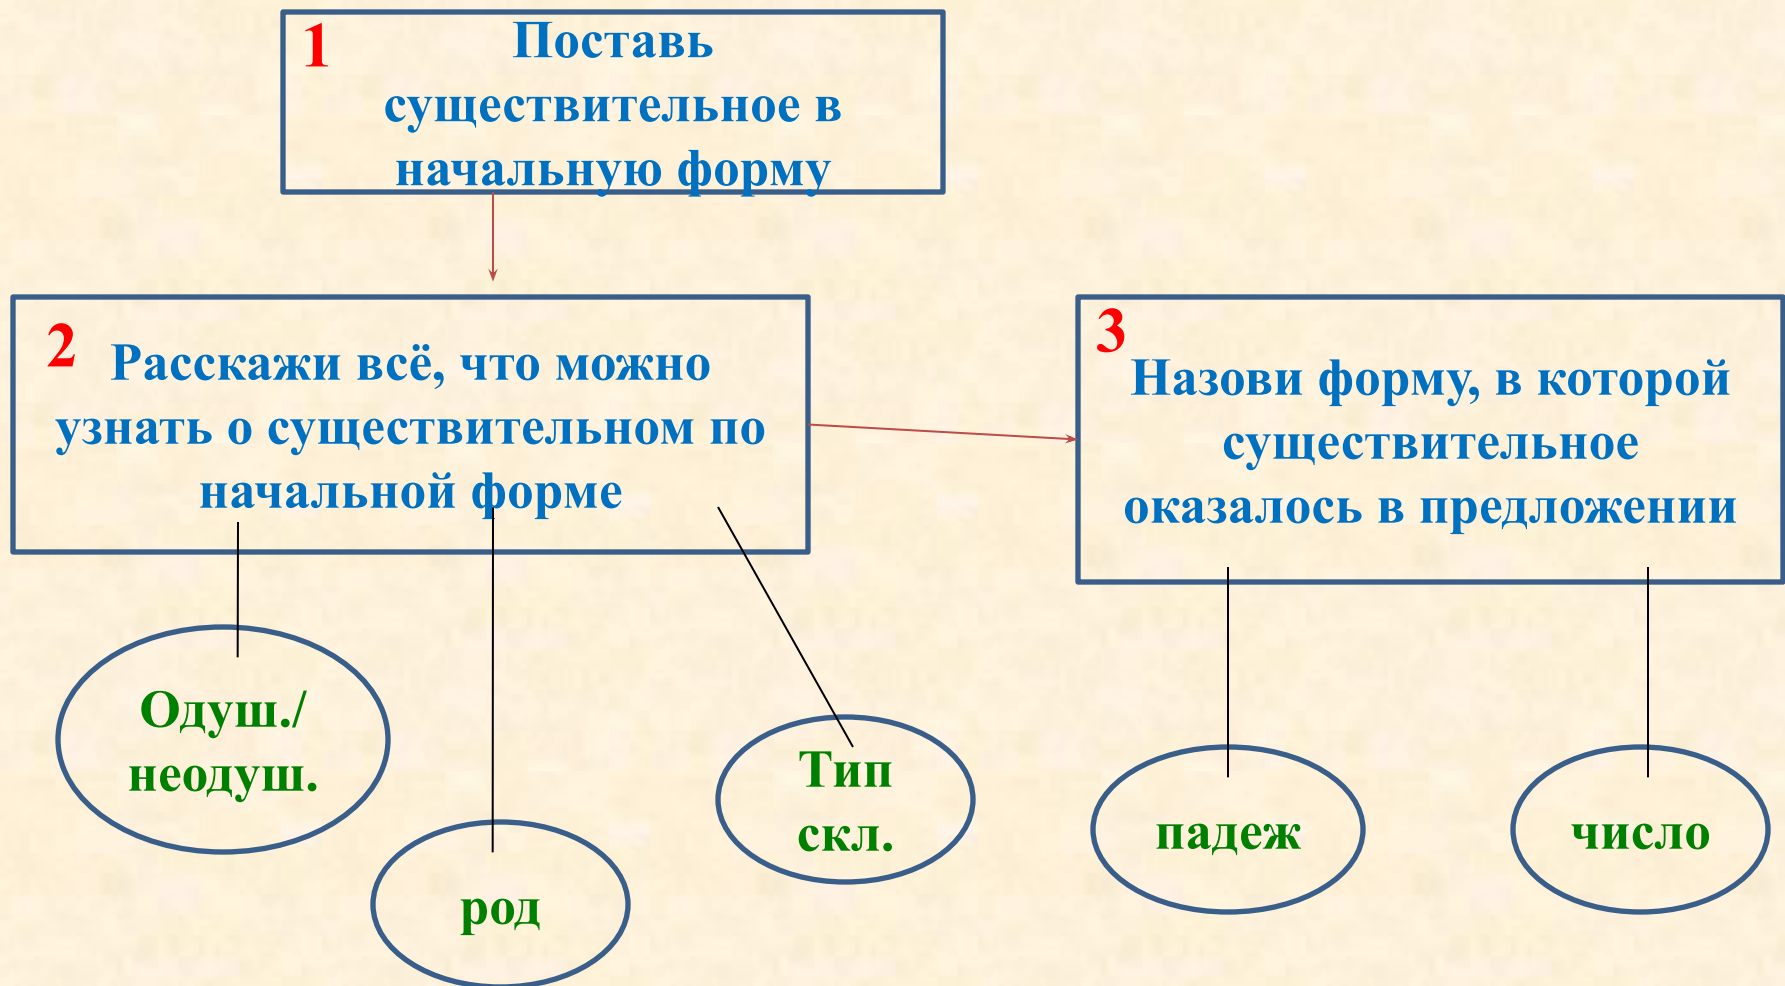 1
Поставь
существительное в
начальную форму
2
Расскажи всё, что можно
узнать о существительном по
начальной форме
3
Назови форму, в которой
существительное
оказалось в предложении
Одуш./
неодуш.
род
Тип
скл.
падеж
число